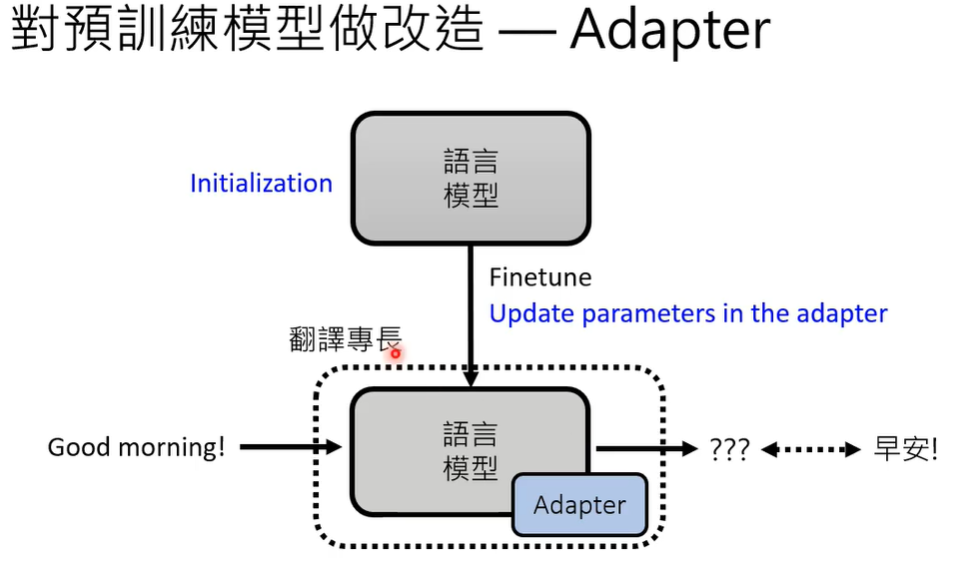 對預訓練模型做改造 — Adapter
Initialization
語言
模型
Finetune
Update parameters in the adapter
翻譯專長
Good morning!
語言
模型
Adapter
???
早安!